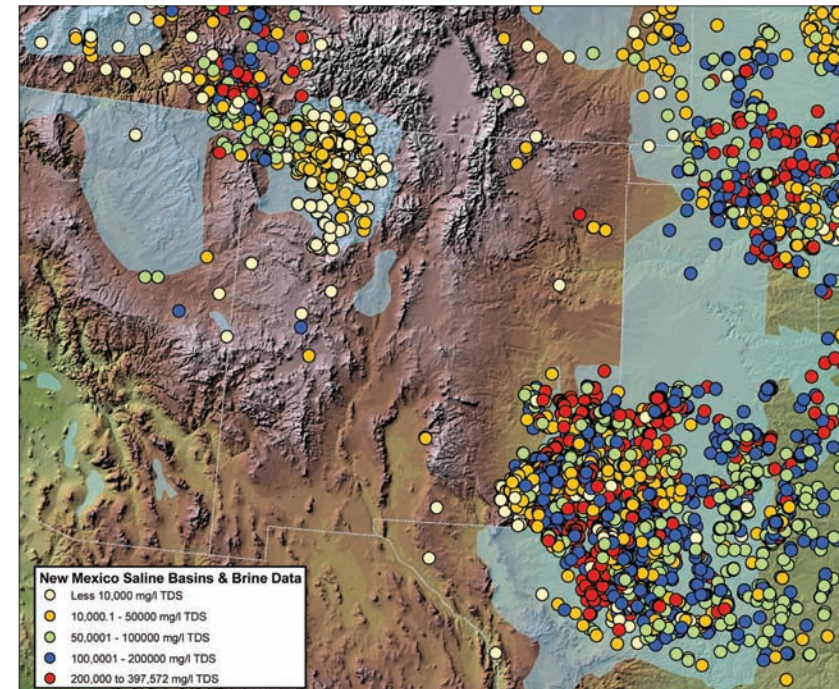 New Mexico Saline Basins & Brine Data
Less 10,000 mg/l TDS
10,000.1 - 50000 mg/l TDS
50,0001 - 100000 mg/l TDS
100,0001 - 200000 mg/l TDS
200,000 to 397,572 mg/l TDS